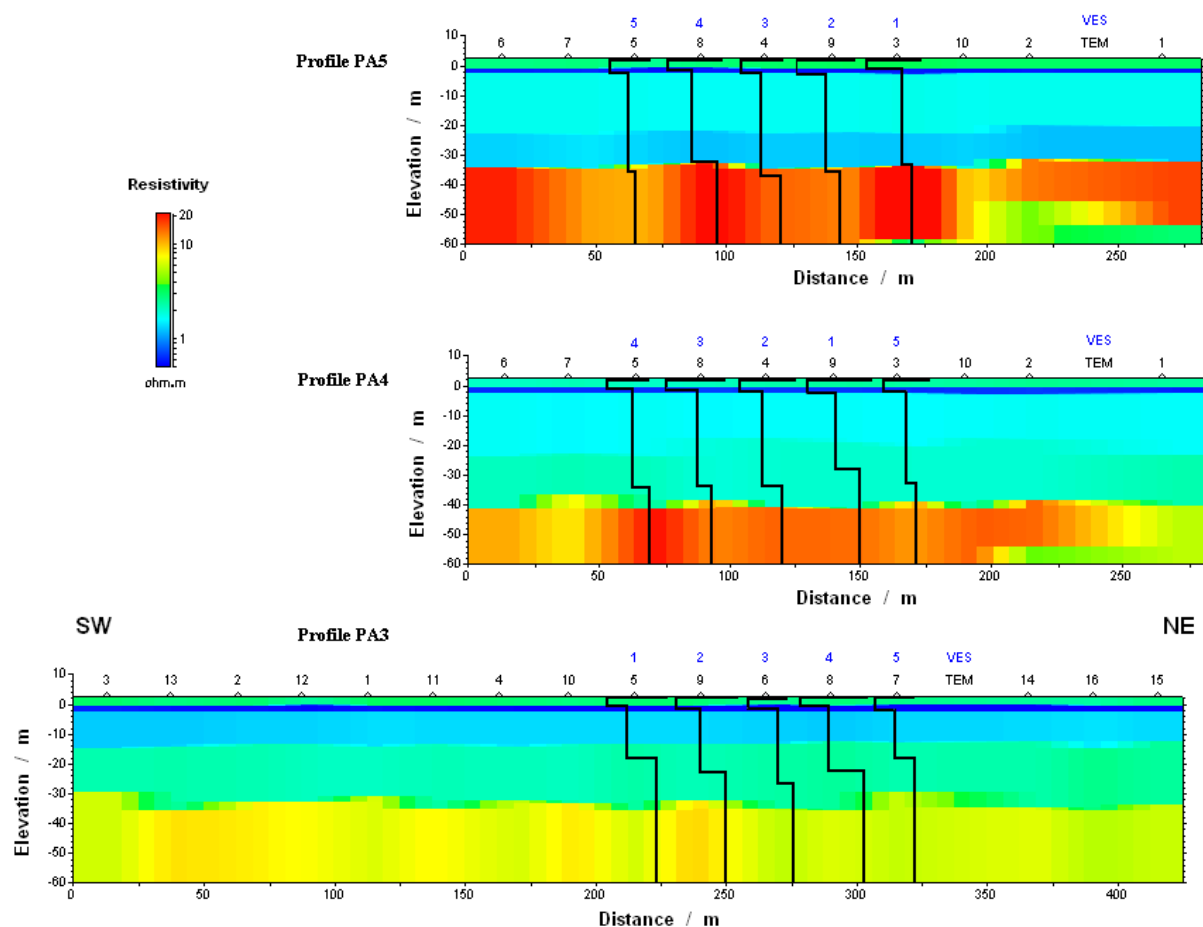 5 4 3 2 1 VES
6 7 5 8 4 9 3 10 2 TEM 1
Profile PA5
10
0
-10
-20
-30
-40
-50
-60
Elevation / m
0 50 100 150 200 250
Distance / m
Resistivity
20
10
1
ohm.m
4 3 2 1 5 VES
6 7 5 8 4 9 3 10 2 TEM 1
Profile PA4
10
0
-10
-20
-30
-40
-50
-60
Elevation / m
0 50 100 150 200 250
Distance / m
SW NE
Profile PA3
1 2 3 4 5 VES
3 13 2 12 1 11 4 10 5 9 6 8 7 TEM 14 16 15
10
0
-10
-20
-30
-40
-50
-60
Elevation / m
0 50 100 150 200 250 300 350 400
Distance / m